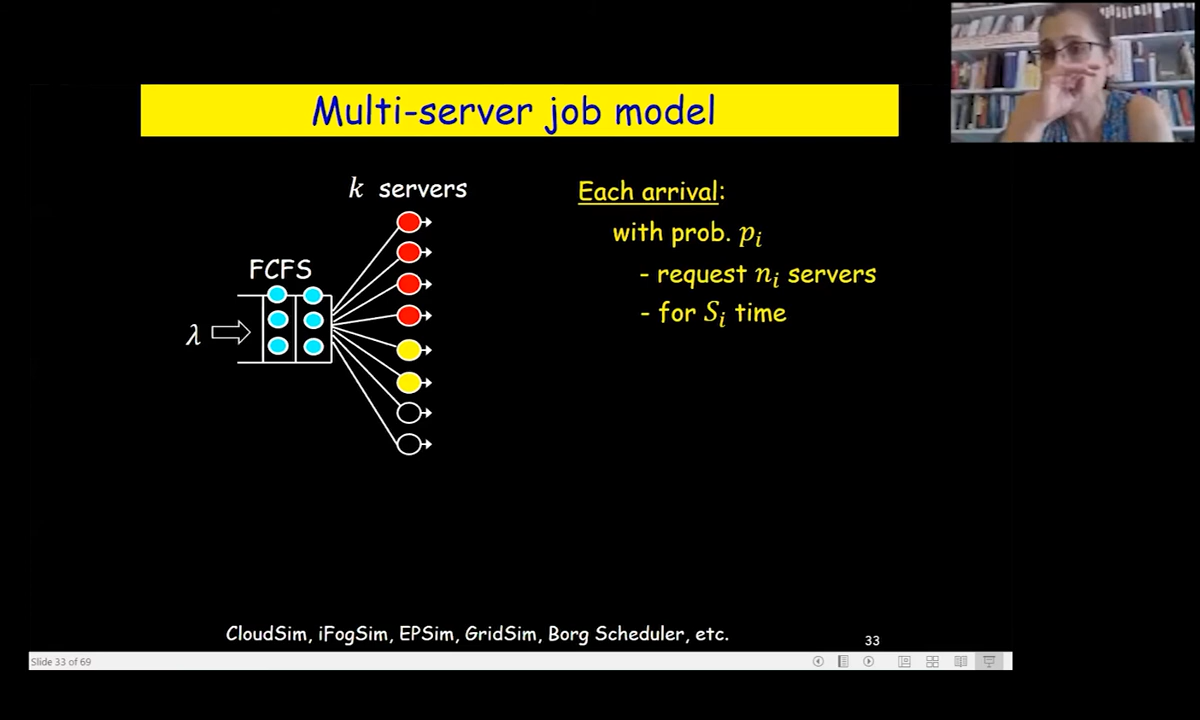 Multi-server job model
k servers
FCFS
λ
Each arrival:
with prob. pᵢ
- request nᵢ servers
- for Sᵢ time
CloudSim, iFogSim, EPSim, GridSim, Borg Scheduler, etc.
33
Slide 33 of 69